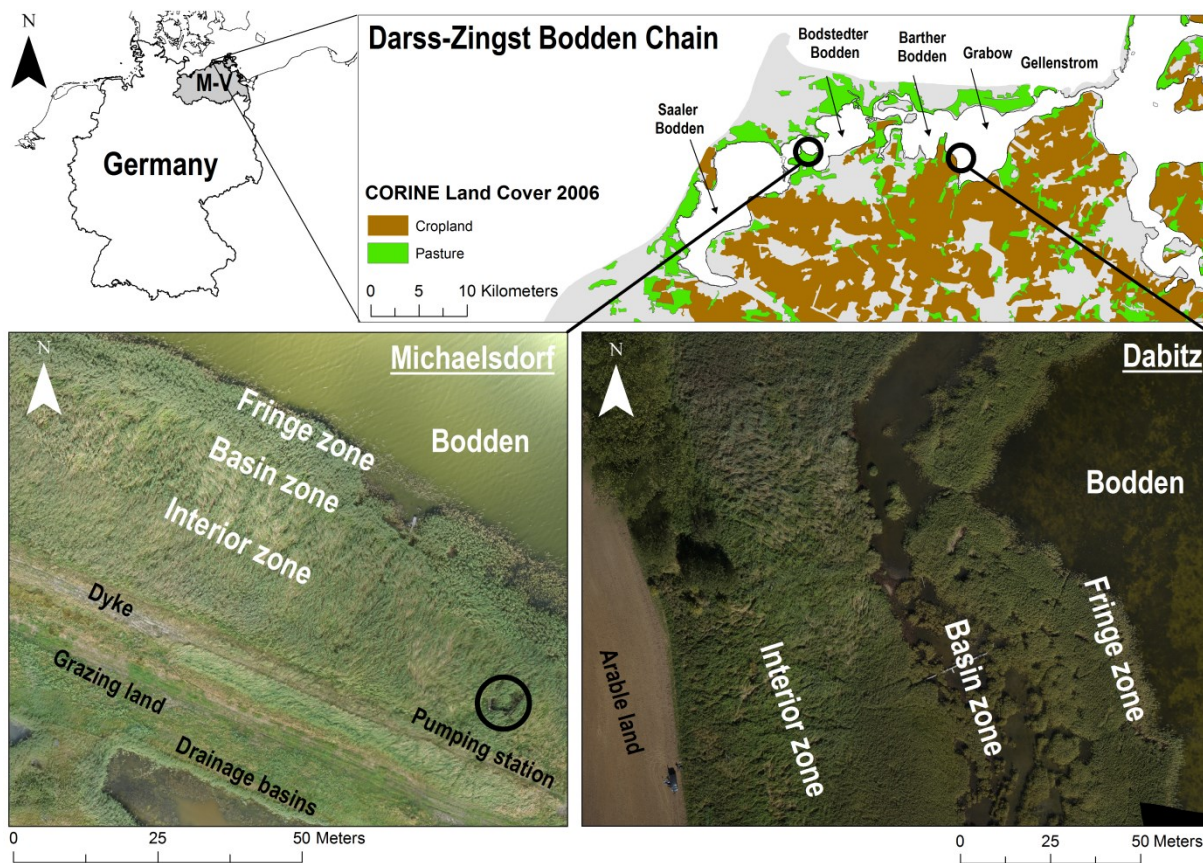 N
M-V
Germany
Darss-Zingst Bodden Chain
Bodstedter
Bodden
Barther
Bodden
Grabow
Gellenstrom
Saaler
Bodden
CORINE Land Cover 2006
Cropland
Pasture
0 5 10 Kilometers
N
Michaelsdorf
Fringe zone
Bodden
Basin zone
Interior zone
Dyke
Grazing land
Pumping station
Drainage basins
0 25 50 Meters
N
Dabitz
Bodden
Fringe zone
Basin zone
Interior zone
Arable land
0 25 50 Meters